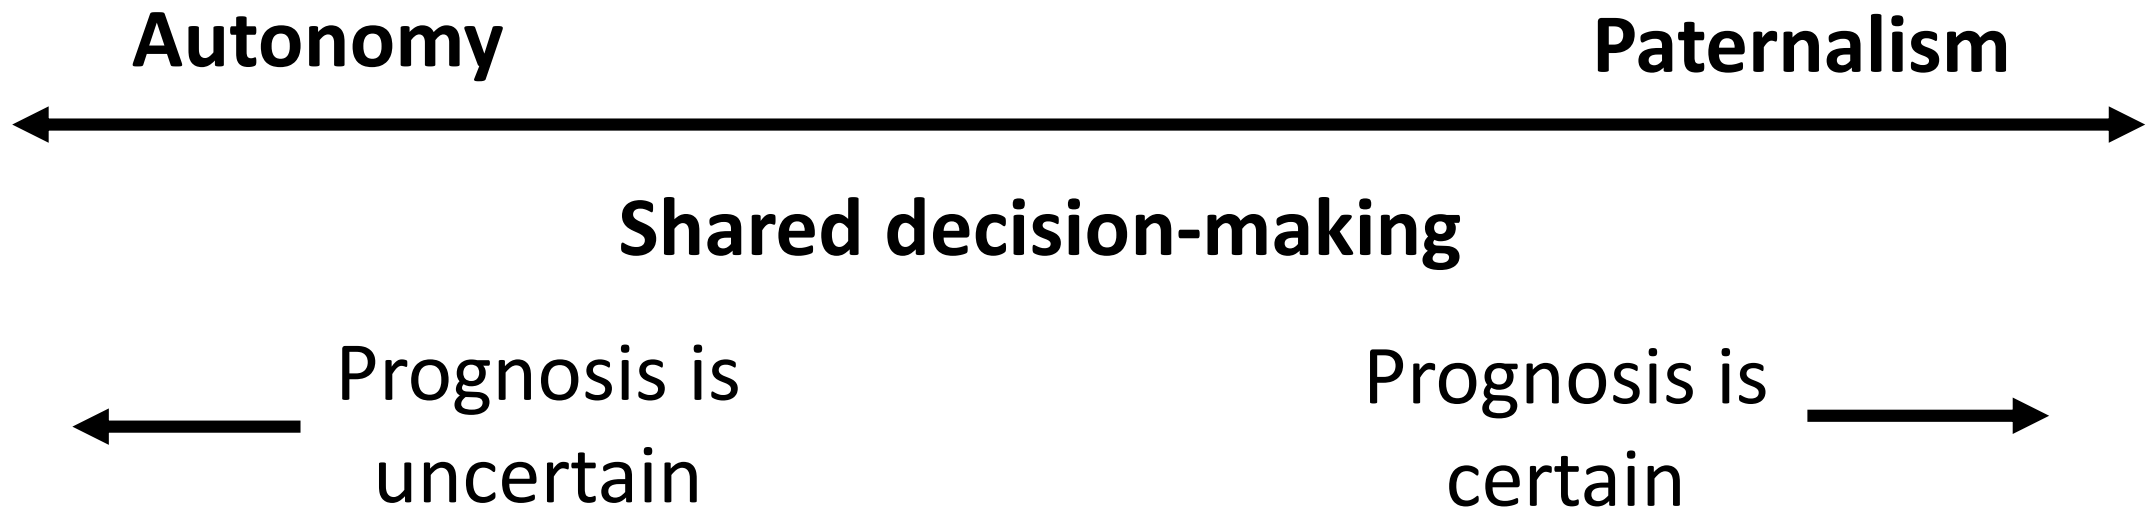 Autonomy
Paternalism
Shared decision-making
Prognosis is
uncertain
Prognosis is
certain